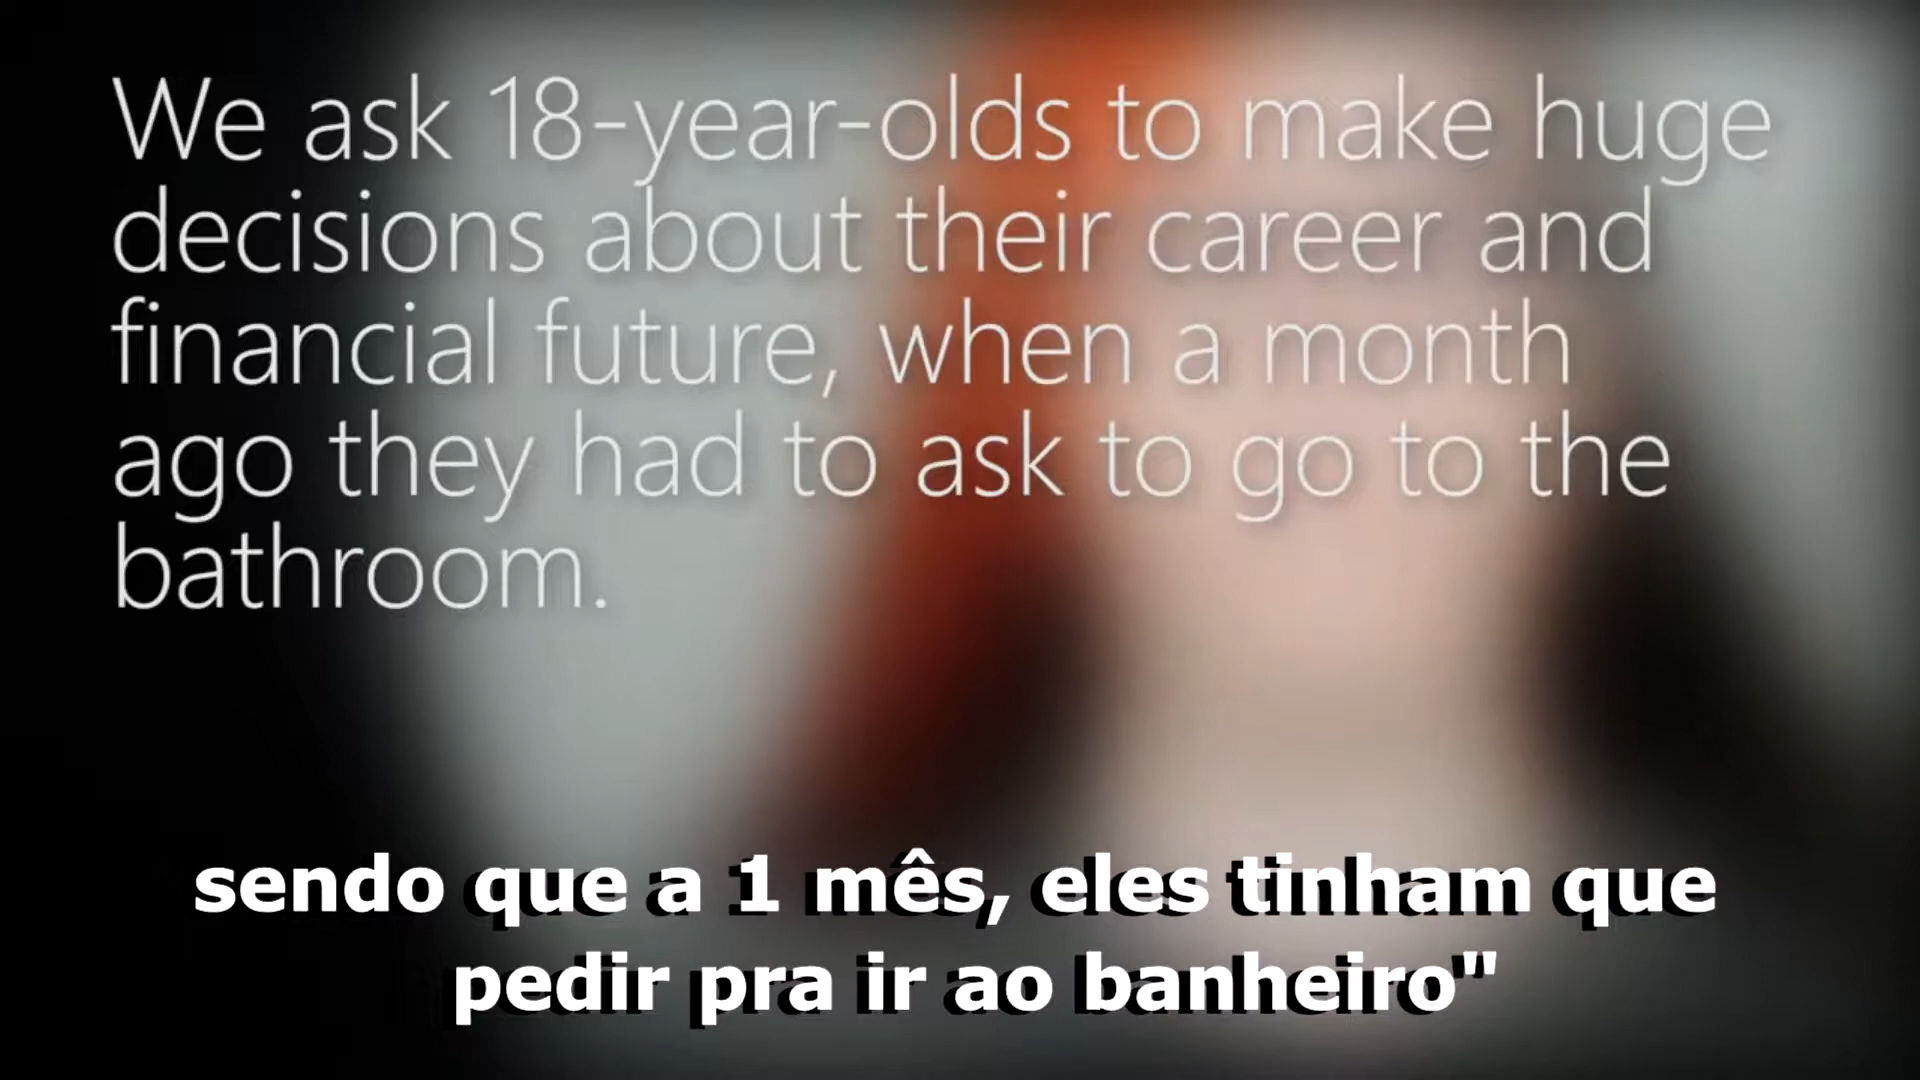 We ask 18-year-olds to make huge
decisions about their career and
financial future, when a month
ago they had to ask to go to the
bathroom.
sendo que a 1 mês, eles tinham que
pedir pra ir ao banheiro"